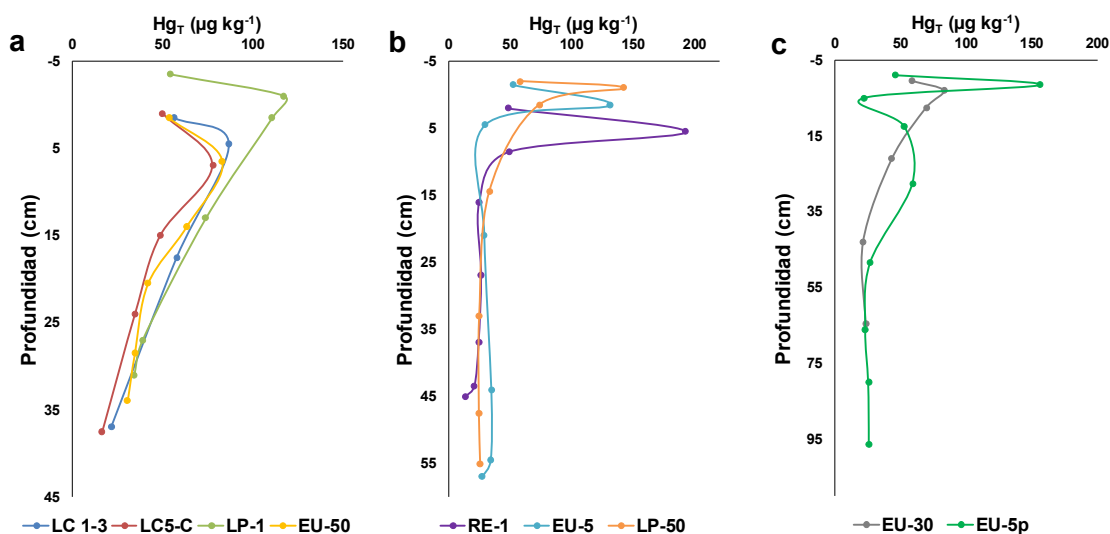 a
Hg_T (µg kg⁻¹)
0 50 100 150
-5
5
15
25
35
45
Profundidad (cm)
LC 1-3 LC5-C LP-1 EU-50
b
Hg_T (µg kg⁻¹)
0 50 100 150 200
-5
5
15
25
35
45
55
Profundidad (cm)
RE-1 EU-5 LP-50
c
Hg_T (µg kg⁻¹)
0 50 100 150 200
-5
15
35
55
75
95
Profundidad (cm)
EU-30 EU-5p